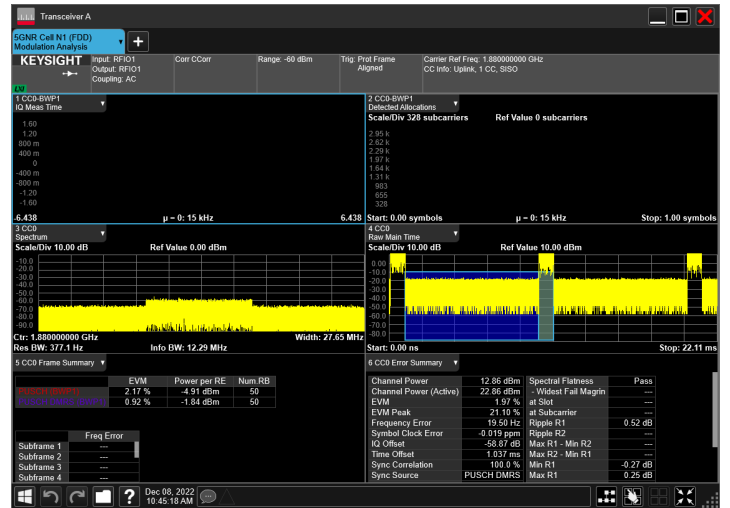 Transceiver A
5GNR Cell N1 (FDD)
Modulation Analysis
KEYSIGHT
Input: RFIO1
Output: RFIO1
Coupling: AC
Corr CCorr
Range: -60 dBm
Trig: Prot Frame
Aligned
Carrier Ref Freq: 1.880000000 GHz
CC Info: Uplink, 1 CC, SISO
LXI
1 CC0-BWP1
IQ Meas Time
1.60
1.20
800 m
400 m
0
-400 m
-800 m
-1.20
-1.60
-6.438
μ = 0: 15 kHz
6.438
2 CC0-BWP1
Detected Allocations
Scale/Div 328 subcarriers
Ref Value 0 subcarriers
2.95 k
2.62 k
2.29 k
1.97 k
1.64 k
1.31 k
983
655
328
Start: 0.00 symbols
μ = 0: 15 kHz
Stop: 1.00 symbols
3 CC0
Spectrum
Scale/Div 10.00 dB
Ref Value 0.00 dBm
-10.0
-20.0
-30.0
-40.0
-50.0
-60.0
-70.0
-80.0
-90.0
Ctr: 1.880000000 GHz
Width: 27.65 MHz
Res BW: 377.1 Hz
Info BW: 12.29 MHz
4 CC0
Raw Main Time
Scale/Div 10.00 dB
Ref Value 10.00 dBm
0.00
-10.0
-20.0
-30.0
-40.0
-50.0
-60.0
-70.0
-80.0
Start: 0.00 ns
Stop: 22.11 ms
5 CC0 Frame Summary
EVM Power per RE Num.RB
2.17 % -4.91 dBm 50
0.92 % -1.84 dBm 50
Freq Error
Subframe 1 ---
Subframe 2 ---
Subframe 3 ---
Subframe 4 ---
6 CC0 Error Summary
Channel Power 12.86 dBm Spectral Flatness Pass
Channel Power (Active) 22.86 dBm - Widest Fail Magrin ---
EVM 1.97 % at Slot ---
EVM Peak 21.10 % at Subcarrier ---
Frequency Error 19.50 Hz Ripple R1 0.52 dB
Symbol Clock Error -0.019 ppm Ripple R2 ---
IQ Offset -58.87 dB Max R1 - Min R2 ---
Time Offset 1.037 ms Max R2 - Min R1 ---
Sync Correlation 100.0 % Min R1 -0.27 dB
Sync Source PUSCH DMRS Max R1 0.25 dB
Dec 08, 2022
10:45:18 AM